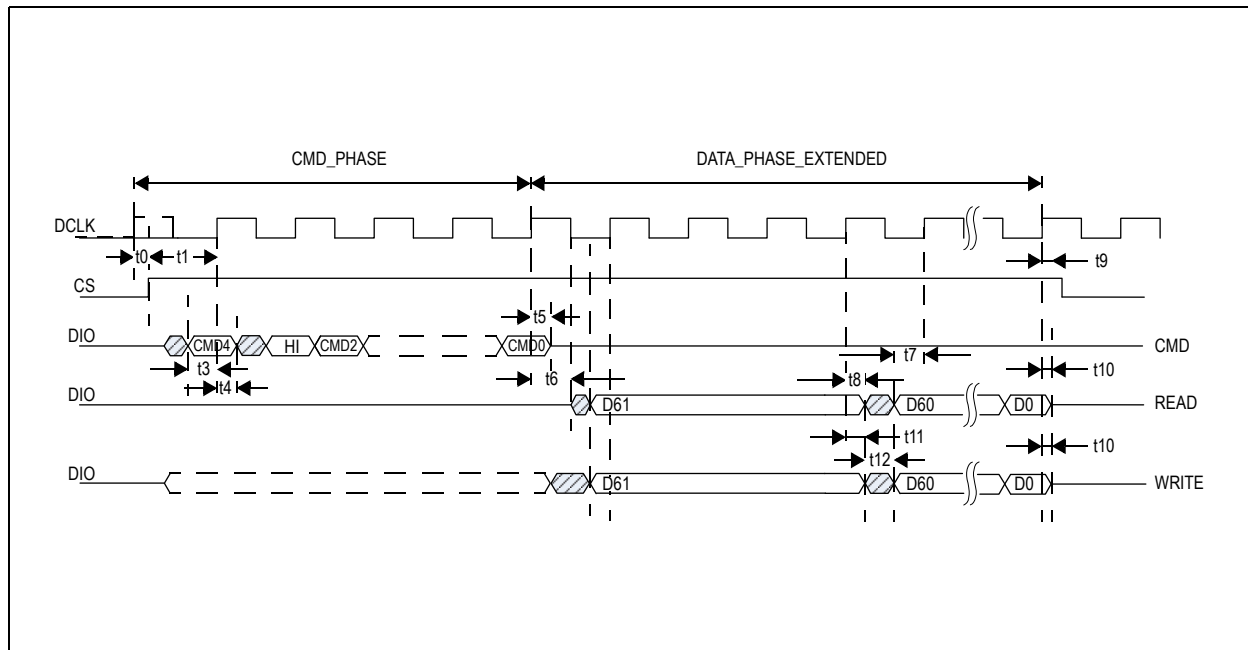 CMD_PHASE DATA_PHASE_EXTENDED
DCLK
t0 t1 t9
CS
t5
DIO CMD4 HI CMD2 CMD0 t7 CMD
t3 t6 t8 t10
t4
DIO D61 D60 D0 READ
t11 t10
t12
DIO D61 D60 D0 WRITE